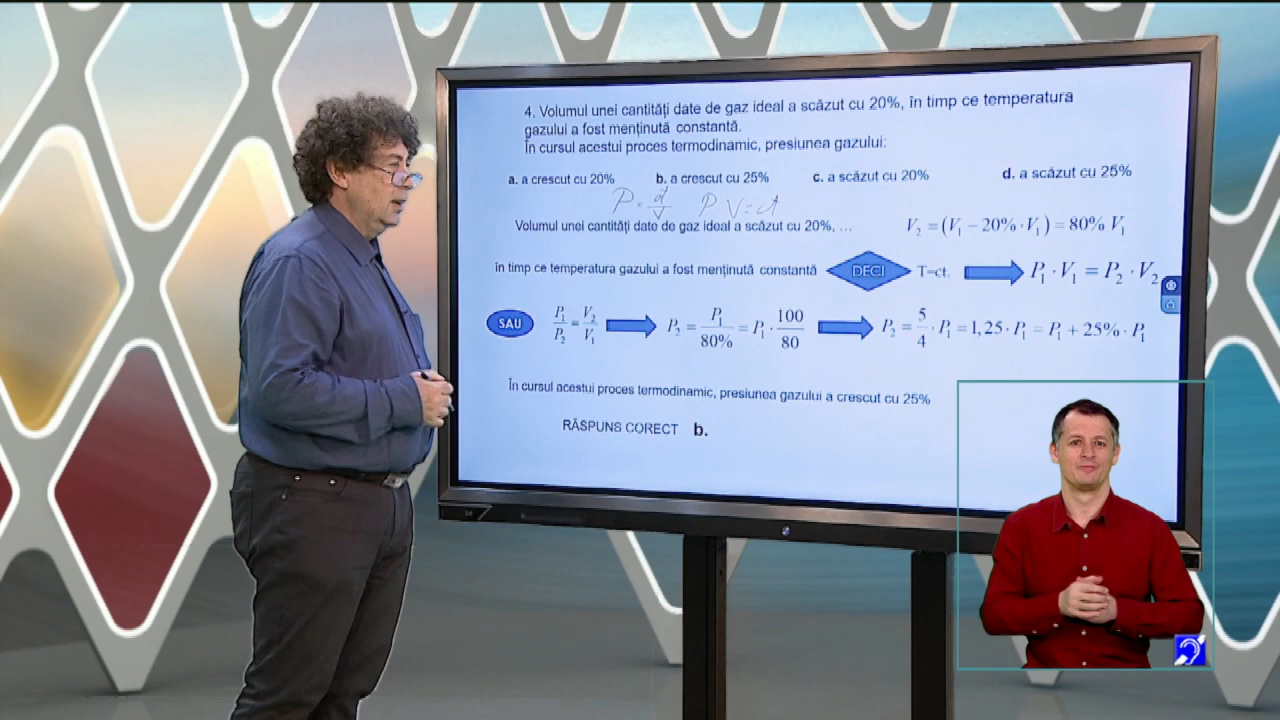 4. Volumul unei cantități date de gaz ideal a scăzut cu 20%, în timp ce temperatura
gazului a fost menținută constantă.
În cursul acestui proces termodinamic, presiunea gazului:
a. a crescut cu 20% b. a crescut cu 25% c. a scăzut cu 20% d. a scăzut cu 25%
P = ct/V P V = ct
Volumul unei cantități date de gaz ideal a scăzut cu 20%, ... V₂ = (V₁ − 20% · V₁) = 80% V₁
în timp ce temperatura gazului a fost menținută constantă DECI T=ct. P₁ · V₁ = P₂ · V₂
SAU P₁/P₂ = V₂/V₁ P₂ = P₁/80% = P₁ · 100/80 P₂ = 5/4 · P₁ = 1,25 · P₁ = P₁ + 25% · P₁
În cursul acestui proces termodinamic, presiunea gazului a crescut cu 25%
RĂSPUNS CORECT b.